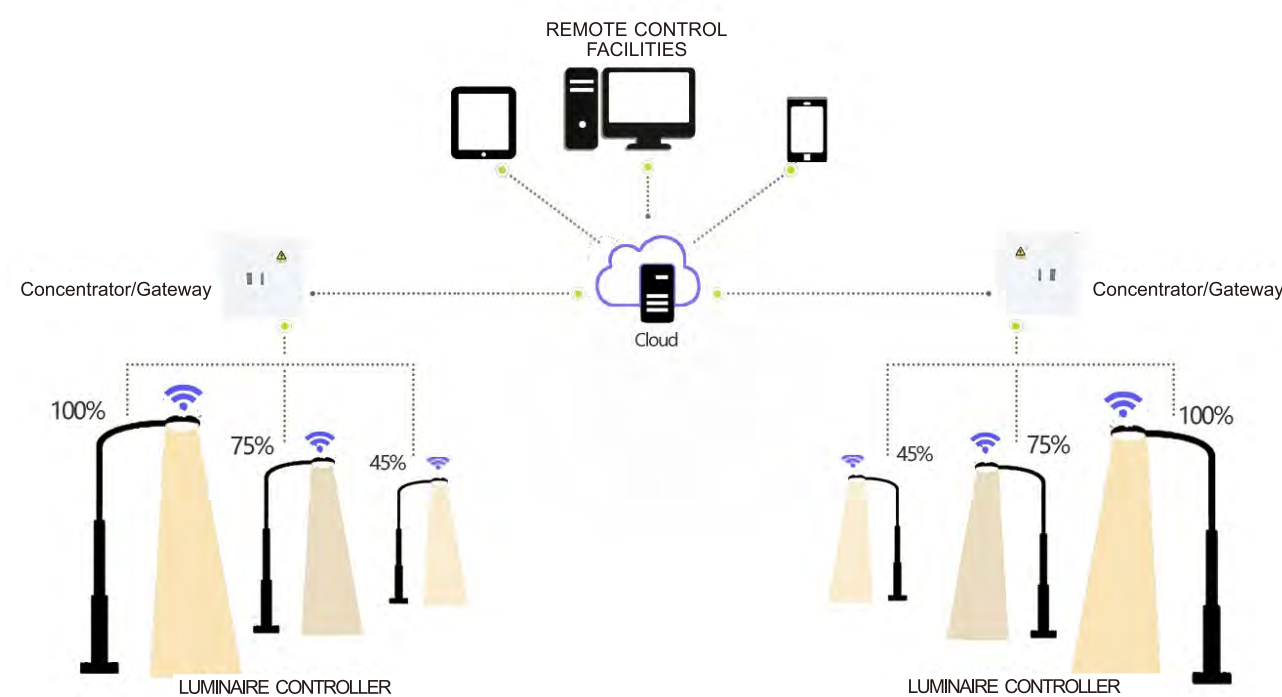 REMOTE CONTROL
FACILITIES
Concentrator/Gateway
Concentrator/Gateway
Cloud
100%
75%
45%
45%
75%
100%
LUMINAIRE CONTROLLER
LUMINAIRE CONTROLLER